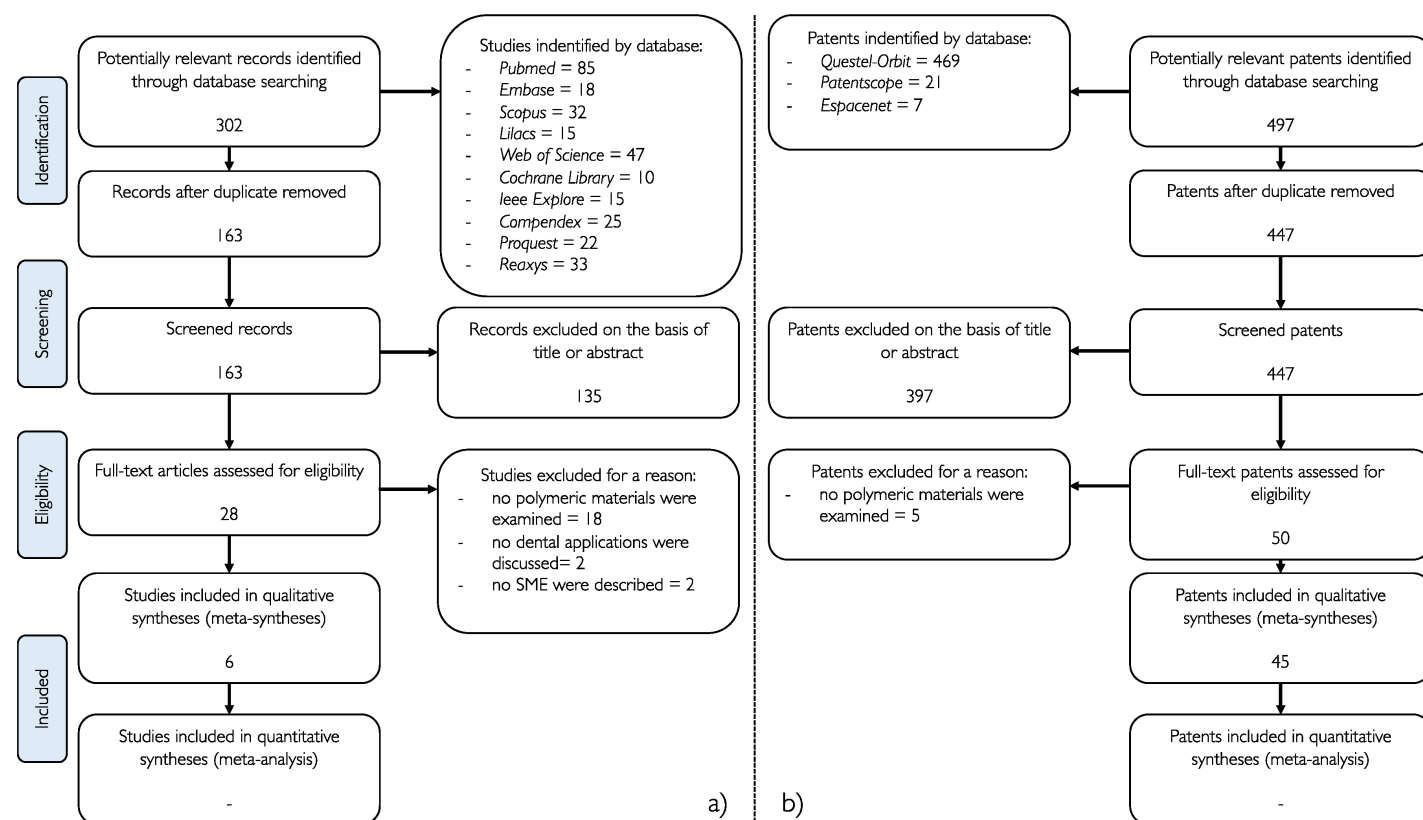 Identification
Screening
Eligibility
Included
Potentially relevant records identified
through database searching
302
Records after duplicate removed
163
Screened records
163
Full-text articles assessed for eligibility
28
Studies included in qualitative
syntheses (meta-syntheses)
6
Studies included in quantitative
syntheses (meta-analysis)
-
Studies indentified by database:
- Pubmed = 85
- Embase = 18
- Scopus = 32
- Lilacs = 15
- Web of Science = 47
- Cochrane Library = 10
- Ieee Explore = 15
- Compendex = 25
- Proquest = 22
- Reaxys = 33
Records excluded on the basis of
title or abstract
135
Studies excluded for a reason:
- no polymeric materials were
examined = 18
- no dental applications were
discussed= 2
- no SME were described = 2
a)
Patents indentified by database:
- Questel-Orbit = 469
- Patentscope = 21
- Espacenet = 7
Patents excluded on the basis of title
or abstract
397
Patents excluded for a reason:
- no polymeric materials were
examined = 5
b)
Potentially relevant patents identified
through database searching
497
Patents after duplicate removed
447
Screened patents
447
Full-text patents assessed for
eligibility
50
Patents included in qualitative
syntheses (meta-syntheses)
45
Patents included in quantitative
syntheses (meta-analysis)
-